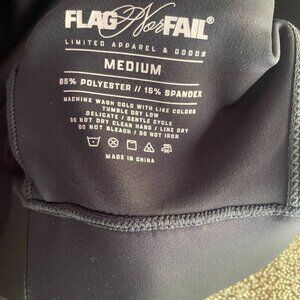 FLAG Nor FAIL®
LIMITED APPAREL & GOODS
MEDIUM
85% POLYESTER // 15% SPANDEX
MACHINE WASH COLD WITH LIKE COLORS
TUMBLE DRY LOW
DELICATE / GENTLE CYCLE
DO NOT DRY CLEAN HAND / LINE DRY
DO NOT BLEACH / DO NOT IRON
MADE IN CHINA